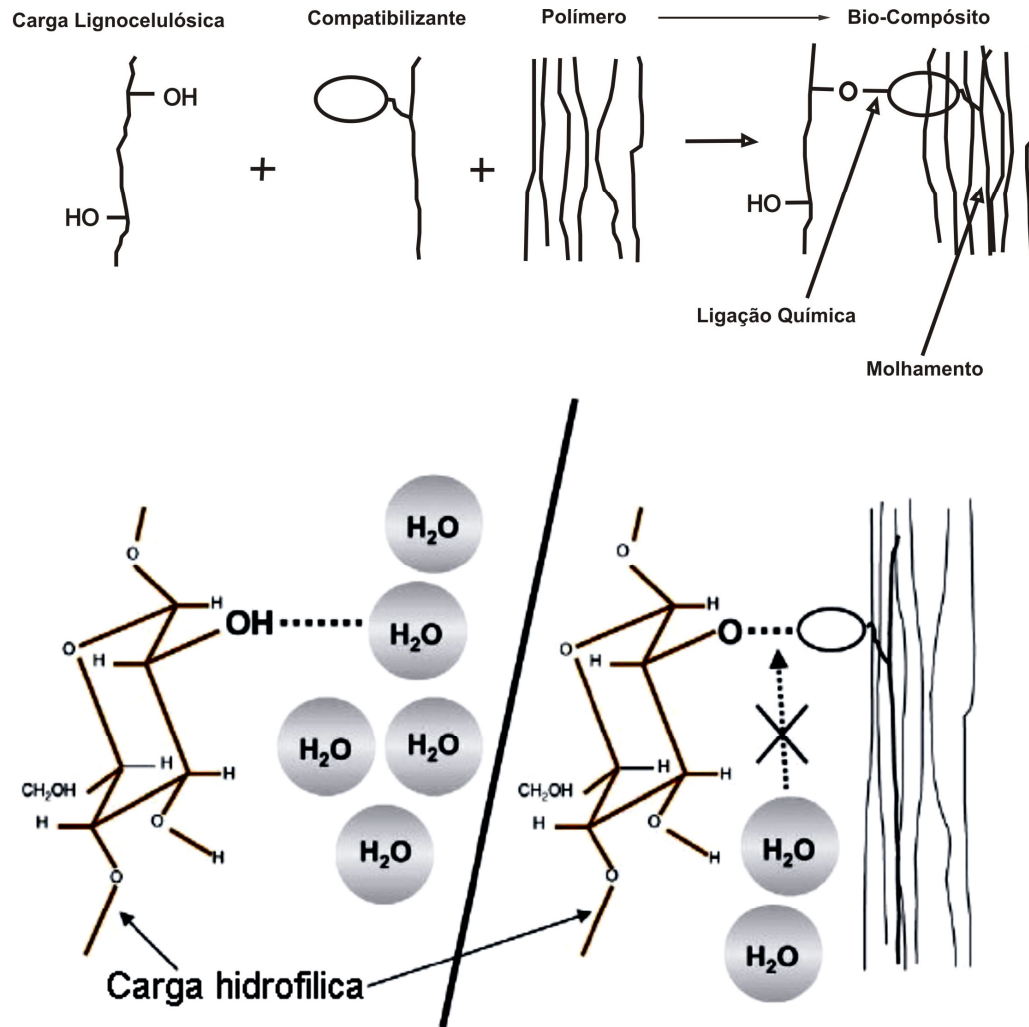 Carga Lignocelulósica Compatibilizante Polímero Bio-Compósito
OH
O
+ +
HO
HO
Ligação Química
Molhamento
H₂O
O
O
H
OH
H₂O
H
O
O
H
O
H
H₂O
H₂O
H
H
CH₂OH
H
O
H
H₂O
O
H
H
CH₂OH
H
O
H
H₂O
O
O
H₂O
Carga hidrofilica